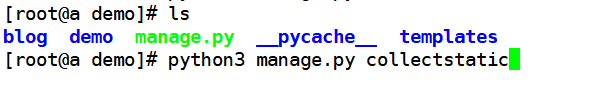 [root@a demo]# ls
blog  demo  manage.py  __pycache__  templates
[root@a demo]# python3 manage.py collectstatic